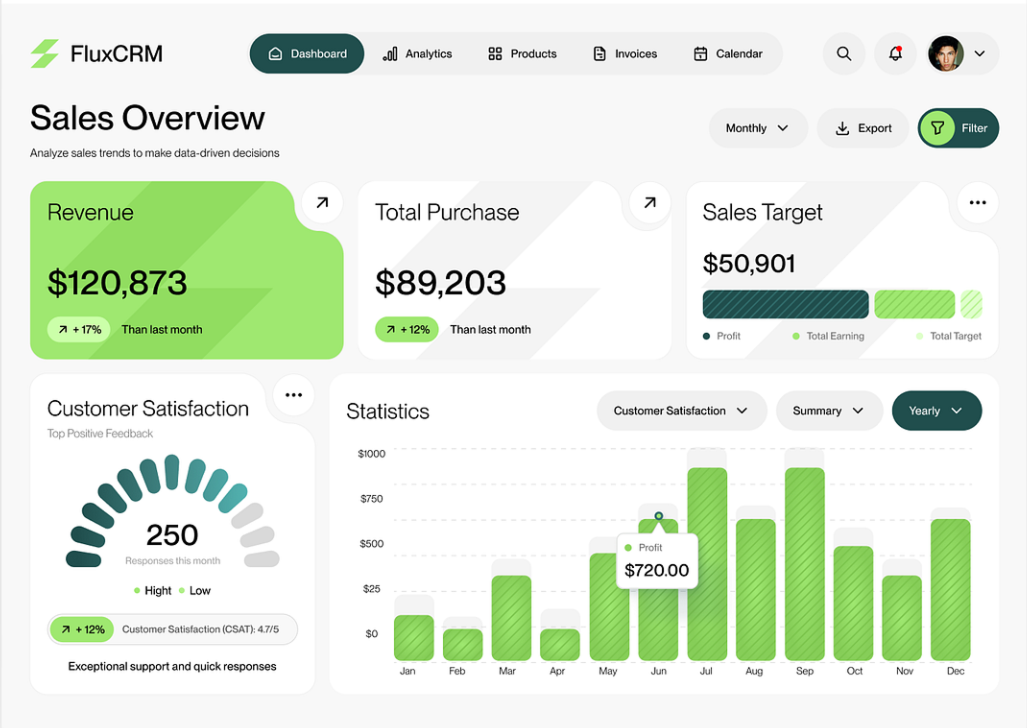 FluxCRM
Dashboard
Analytics
Products
Invoices
Calendar
Sales Overview
Analyze sales trends to make data-driven decisions
Monthly
Export
Filter
Revenue
$120,873
+ 17%
Than last month
Total Purchase
$89,203
+ 12%
Than last month
Sales Target
$50,901
Profit
Total Earning
Total Target
Customer Satisfaction
Top Positive Feedback
250
Responses this month
Hight
Low
+ 12%
Customer Satisfaction (CSAT): 4.7/5
Exceptional support and quick responses
Statistics
Customer Satisfaction
Summary
Yearly
$1000
$750
$500
$25
$0
Profit
$720.00
Jan
Feb
Mar
Apr
May
Jun
Jul
Aug
Sep
Oct
Nov
Dec